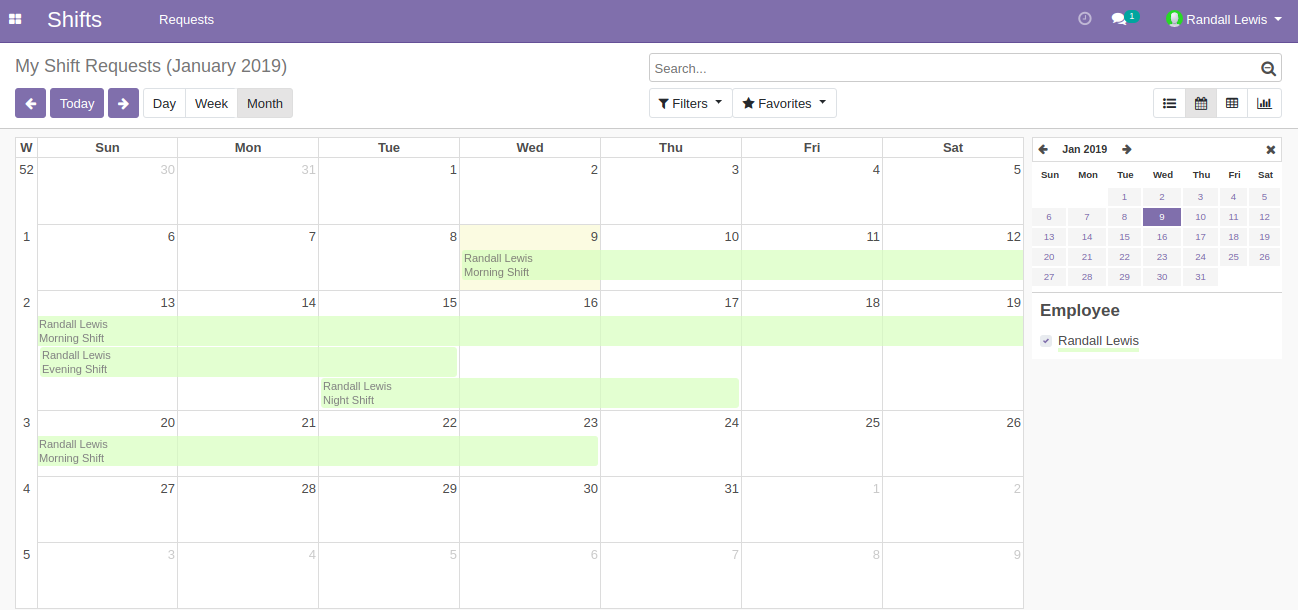 Shifts Requests 1 Randall Lewis
My Shift Requests (January 2019)
Search...
Today Day Week Month Filters Favorites
W Sun Mon Tue Wed Thu Fri Sat
52 30 31 1 2 3 4 5
1 6 7 8 9 10 11 12
Randall Lewis
Morning Shift
2 13 14 15 16 17 18 19
Randall Lewis
Morning Shift
Randall Lewis
Evening Shift
Randall Lewis
Night Shift
3 20 21 22 23 24 25 26
Randall Lewis
Morning Shift
4 27 28 29 30 31 1 2
5 3 4 5 6 7 8 9
Jan 2019
Sun Mon Tue Wed Thu Fri Sat
1 2 3 4 5
6 7 8 9 10 11 12
13 14 15 16 17 18 19
20 21 22 23 24 25 26
27 28 29 30 31
Employee
Randall Lewis